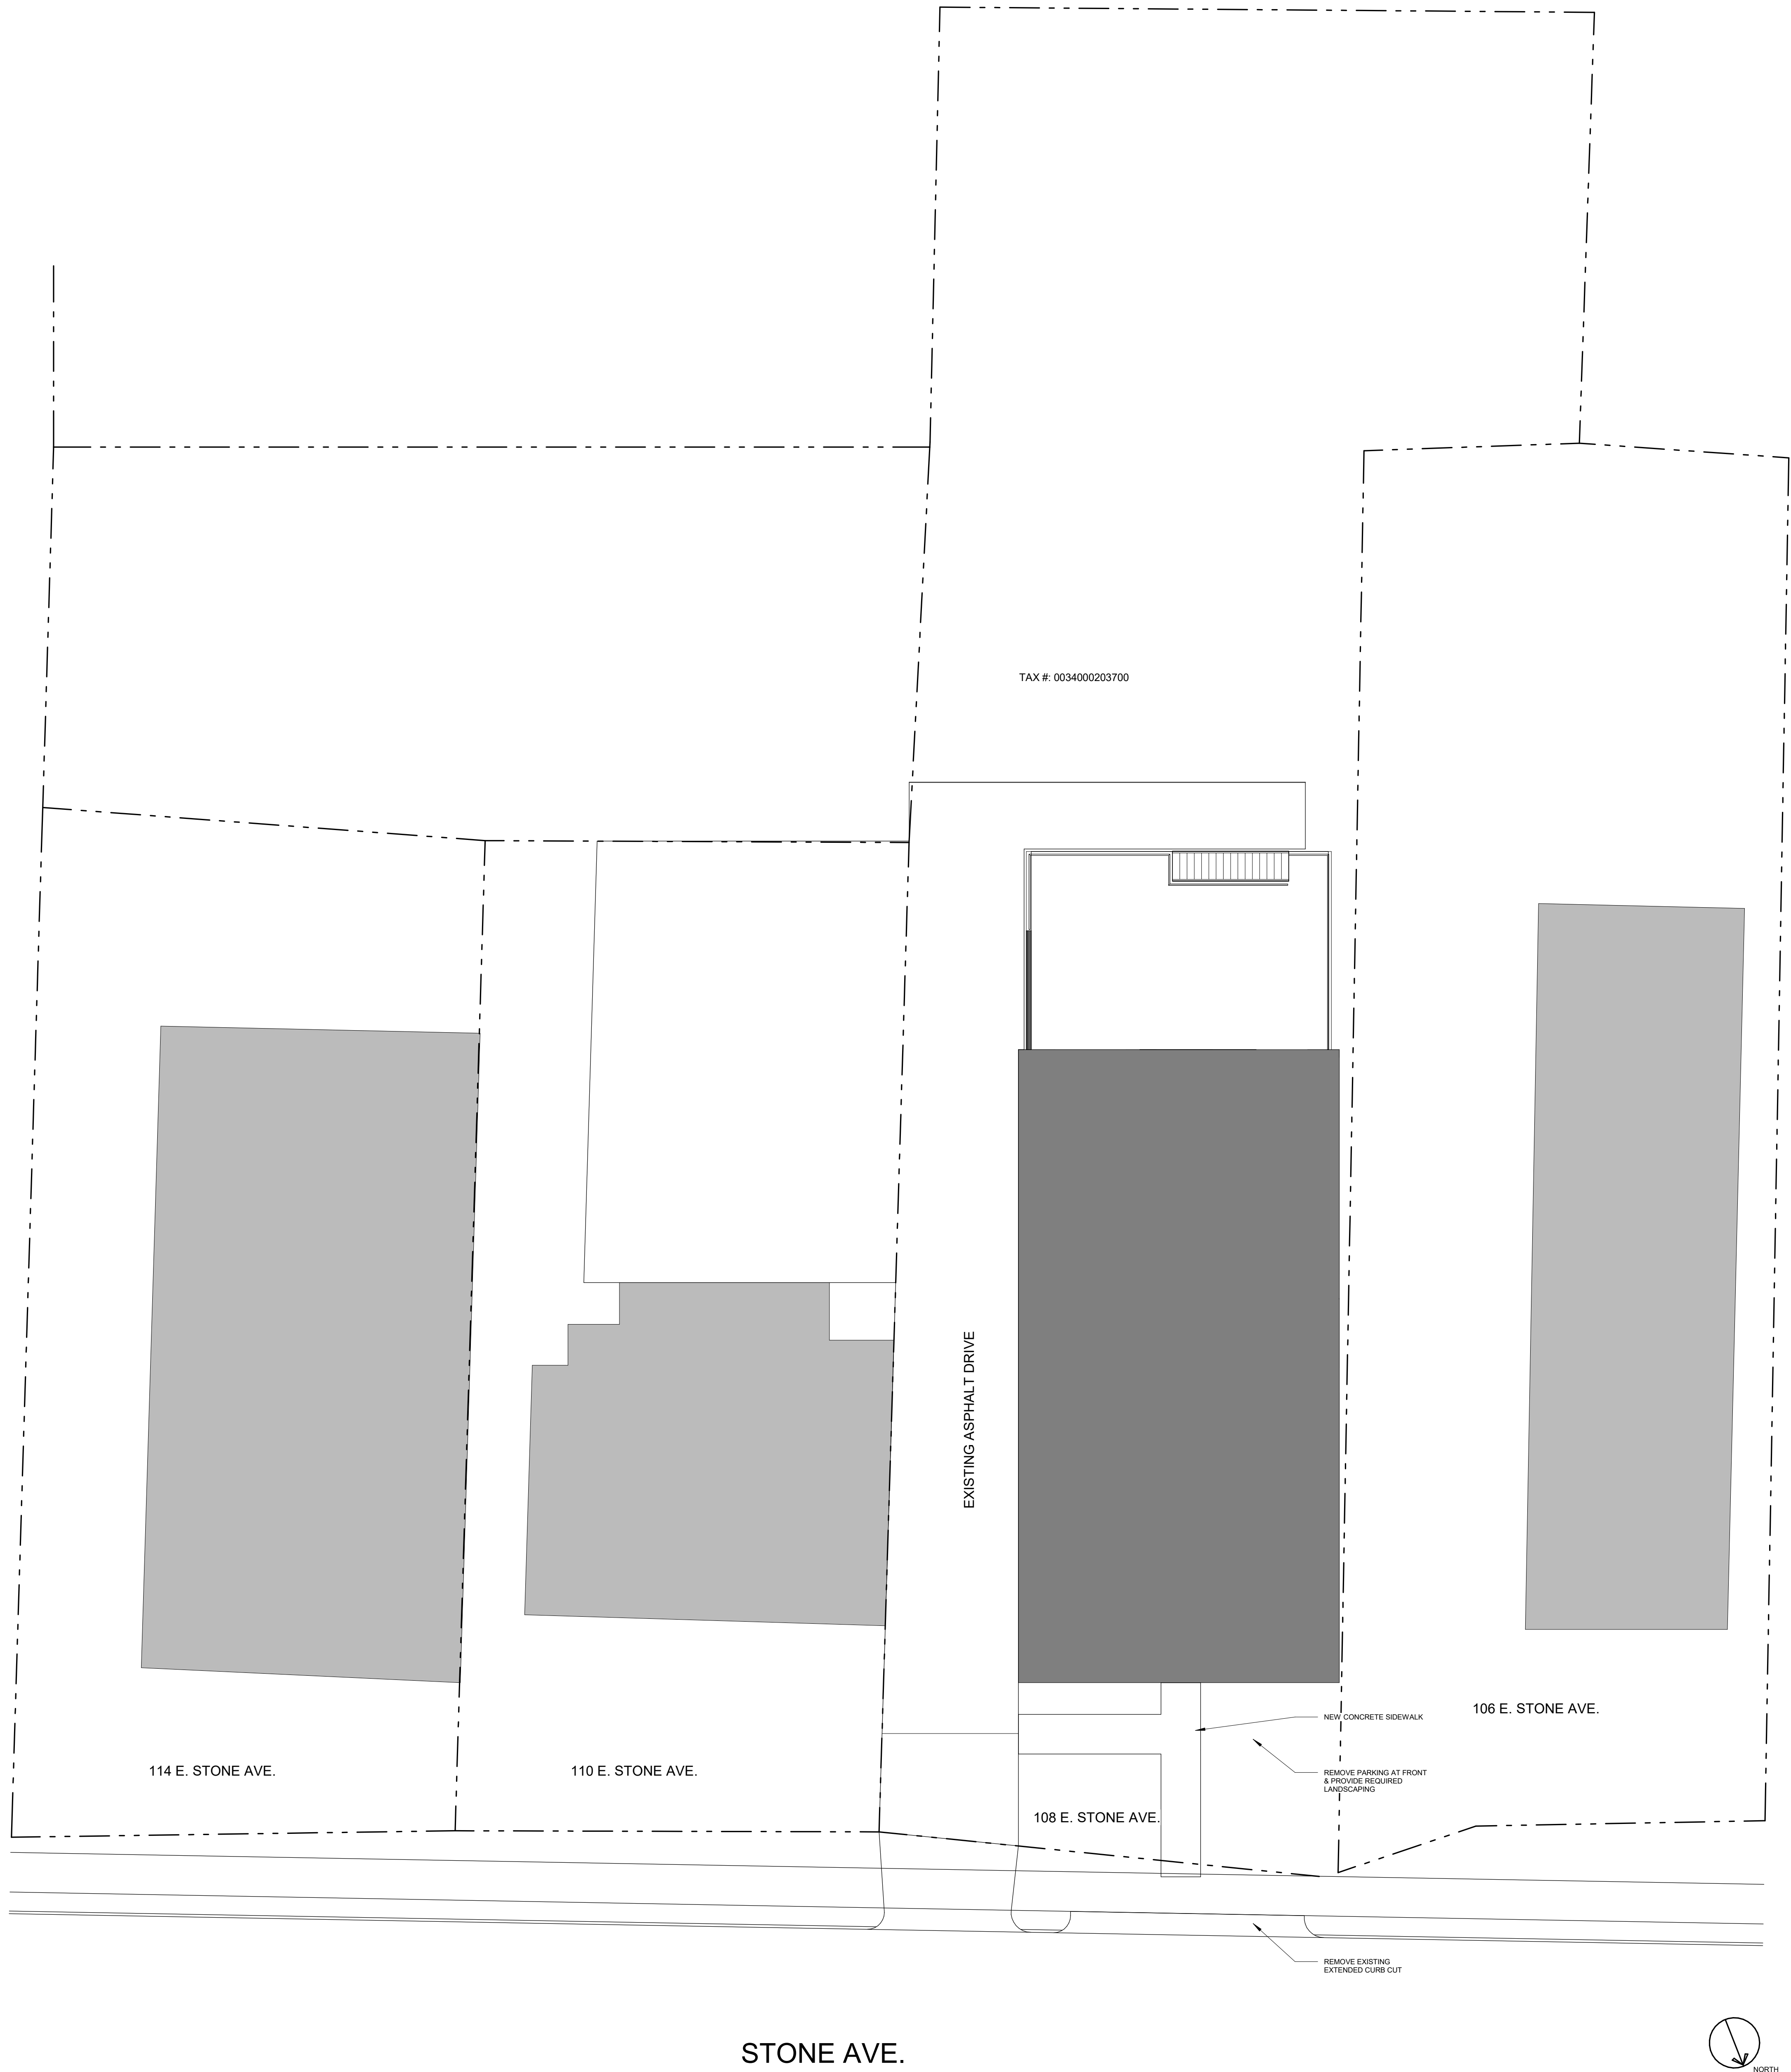 TAX #: 0034000203700
EXISTING ASPHALT DRIVE
106 E. STONE AVE.
NEW CONCRETE SIDEWALK
114 E. STONE AVE.
110 E. STONE AVE.
REMOVE PARKING AT FRONT
& PROVIDE REQUIRED
LANDSCAPING
108 E. STONE AVE.
REMOVE EXISTING
EXTENDED CURB CUT
STONE AVE.
NORTH